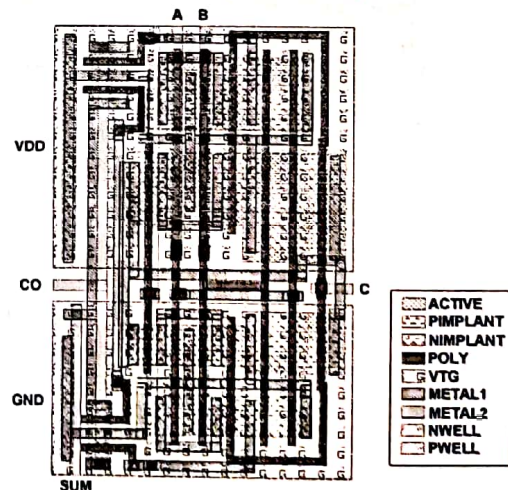 A B
VDD
CO
C
GND
SUM
ACTIVE
PIMPLANT
NIMPLANT
POLY
VTG
METAL1
METAL2
NWELL
PWELL